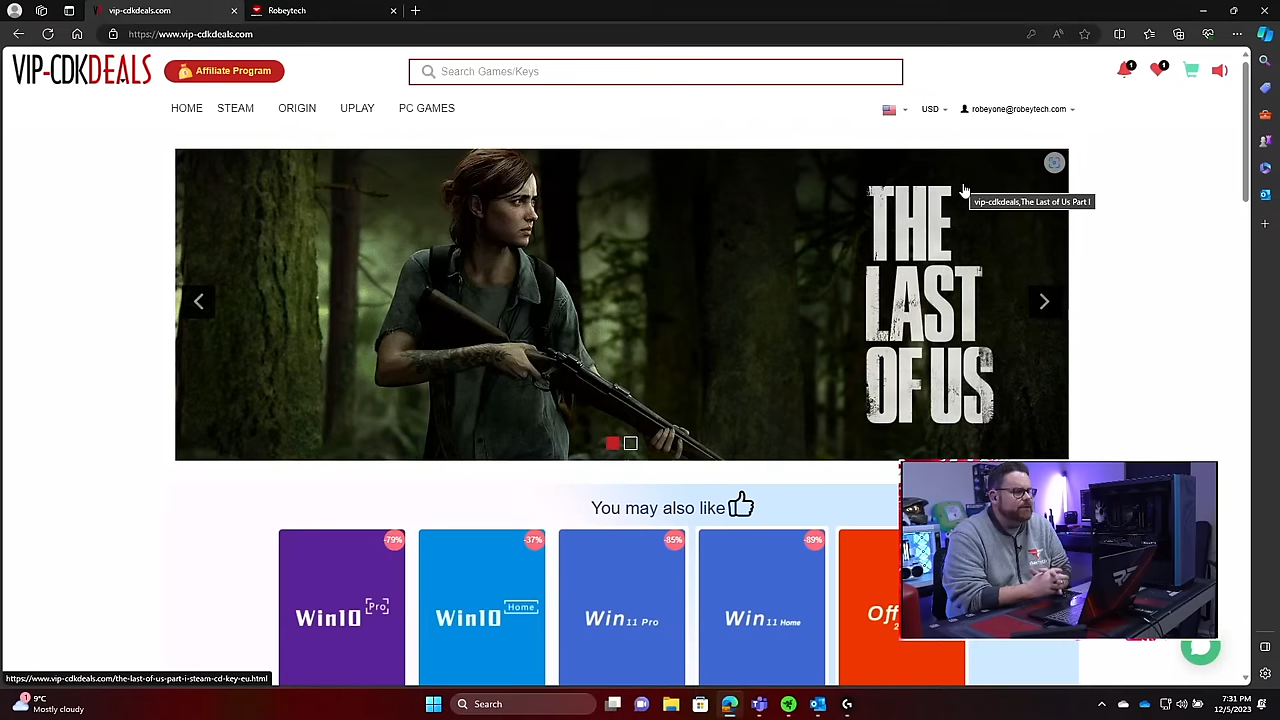 vip-cdkdeals.com
Robeytech
https://www.vip-cdkdeals.com
VIP-CDKDEALS
Affiliate Program
Search Games/Keys
1
1
HOME
STEAM
ORIGIN
UPLAY
PC GAMES
USD
robeyone@robeytech.com
vip-cdkdeals,The Last of Us Part I
THE
LAST
OF US
You may also like
-79%
-37%
-85%
-89%
Win10 Pro
Win10 Home
Win 11 Pro
Win 11 Home
Off
2
https://www.vip-cdkdeals.com/the-last-of-us-part-i-steam-cd-key-eu.html
1
9°C
Mostly cloudy
Search
7:31 PM
12/5/2023